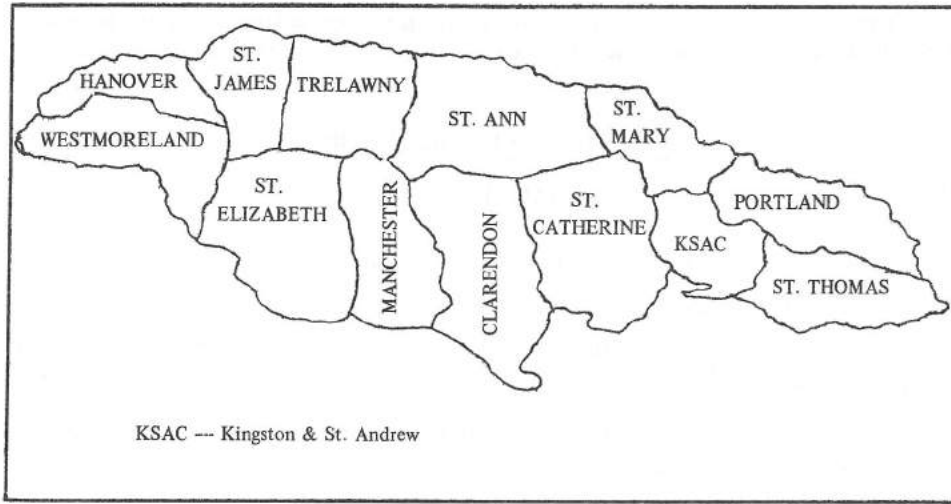 HANOVER
WESTMORELAND
ST.
JAMES
TRELAWNY
ST.
ELIZABETH
MANCHESTER
ST. ANN
CLARENDON
ST.
MARY
ST.
CATHERINE
KSAC
PORTLAND
ST. THOMAS
KSAC --- Kingston & St. Andrew